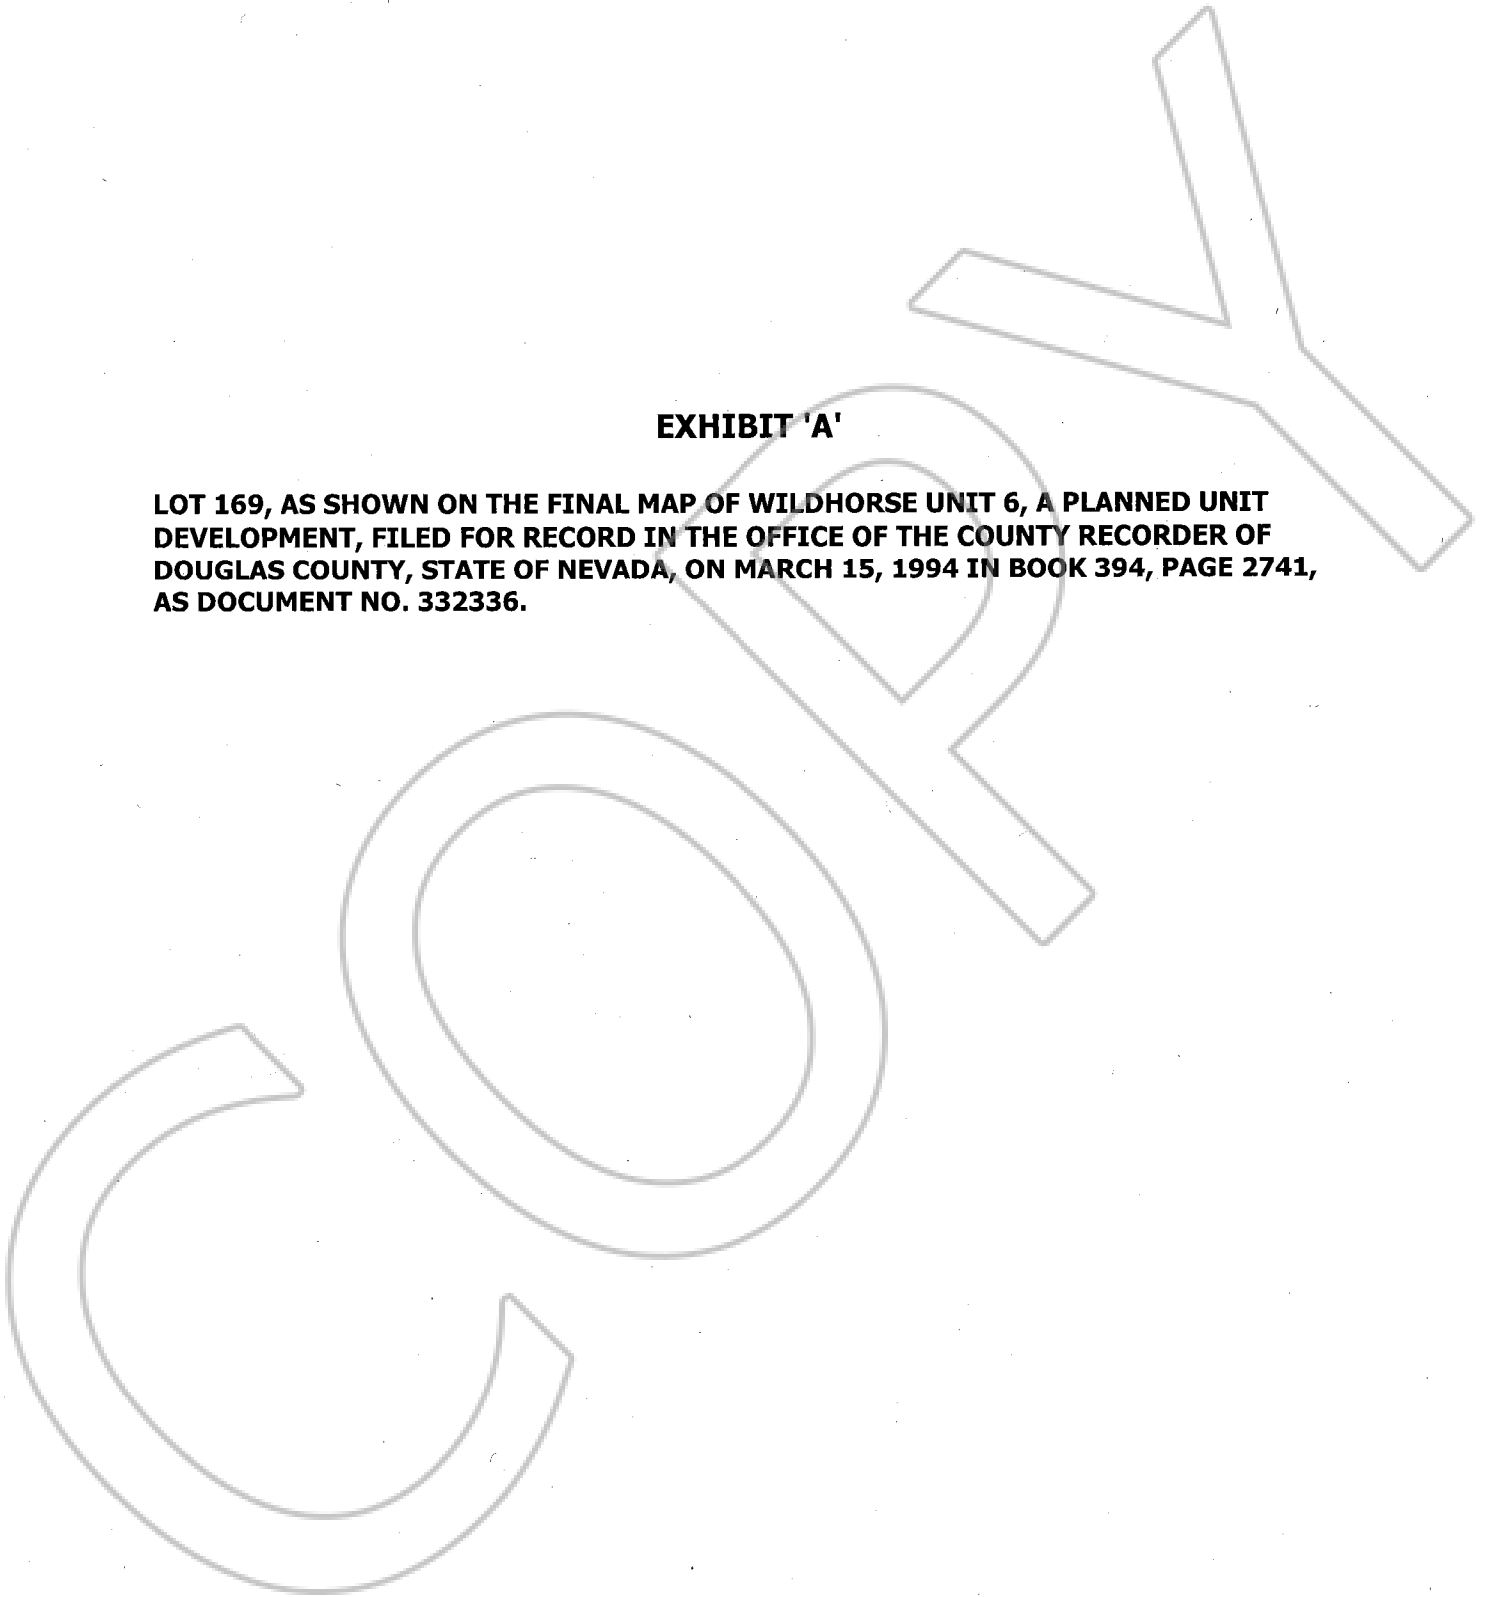 EXHIBIT 'A'
LOT 169, AS SHOWN ON THE FINAL MAP OF WILDHORSE UNIT 6, A PLANNED UNIT
DEVELOPMENT, FILED FOR RECORD IN THE OFFICE OF THE COUNTY RECORDER OF
DOUGLAS COUNTY, STATE OF NEVADA, ON MARCH 15, 1994 IN BOOK 394, PAGE 2741,
AS DOCUMENT NO. 332336.
COPY